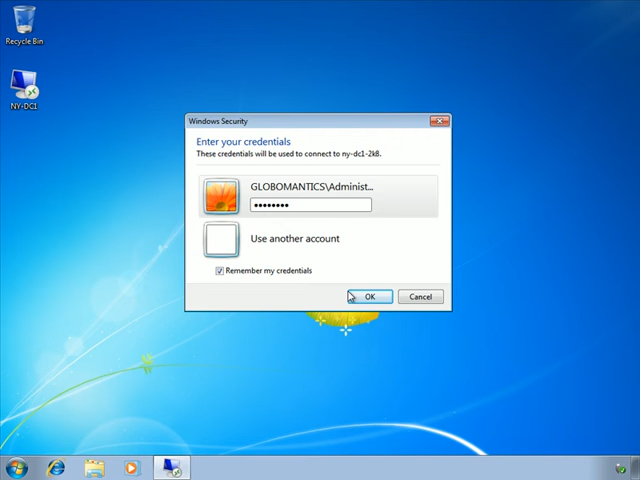 Recycle Bin
NY-DC1
Windows Security
Enter your credentials
These credentials will be used to connect to ny-dc1-2k8.
GLOBOMANTICS\Administ...
••••••••
Use another account
Remember my credentials
OK
Cancel